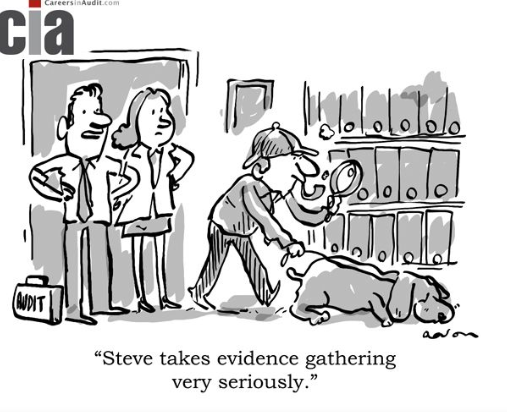 CareersinAudit.com
cia
AUDIT
aaron
“Steve takes evidence gathering
very seriously.”